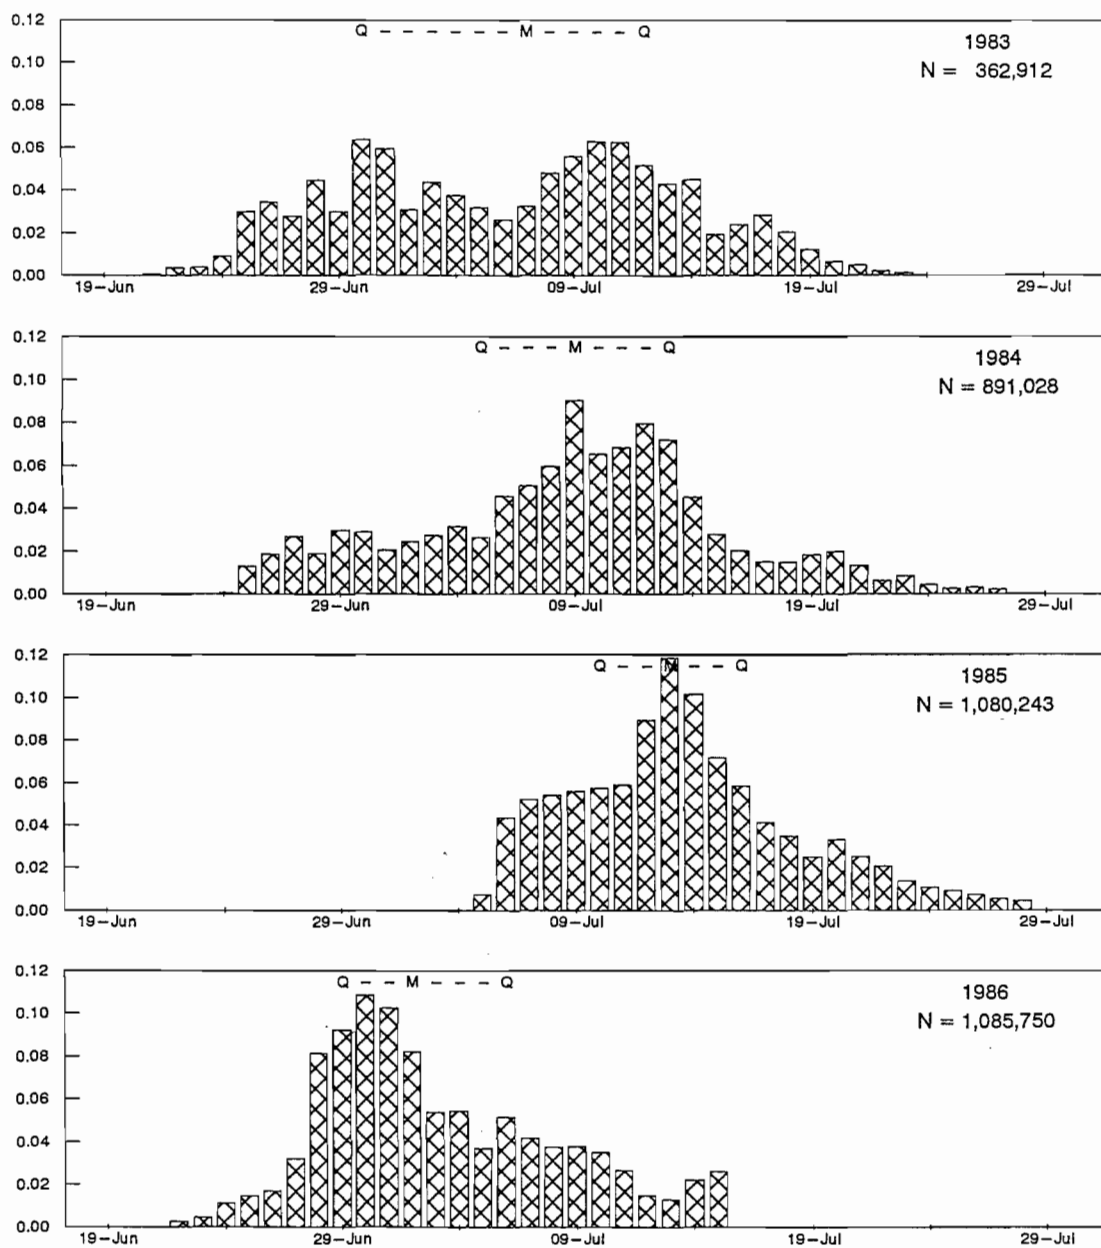 0.12
Q - - - - - - M - - - - Q
1983
0.10
N = 362,912
0.08
0.06
0.04
0.02
0.00
19-Jun 29-Jun 09-Jul 19-Jul 29-Jul
0.12
Q - - - M - - - Q
1984
0.10
N = 891,028
0.08
0.06
0.04
0.02
0.00
19-Jun 29-Jun 09-Jul 19-Jul 29-Jul
0.12
Q - - M - - Q
1985
0.10
N = 1,080,243
0.08
0.06
0.04
0.02
0.00
19-Jun 29-Jun 09-Jul 19-Jul 29-Jul
0.12
Q - - M - - - Q
1986
0.10
N = 1,085,750
0.08
0.06
0.04
0.02
0.00
19-Jun 29-Jun 09-Jul 19-Jul 29-Jul